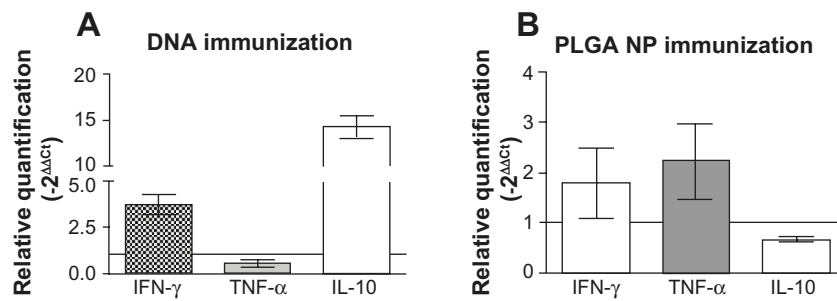 A
DNA immunization
Relative quantification
(-2ΔΔCt)
20
15
10
5.0
2.5
0.0
IFN-γ TNF-α IL-10
B
PLGA NP immunization
Relative quantification
(-2ΔΔCt)
4
3
2
1
0
IFN-γ TNF-α IL-10